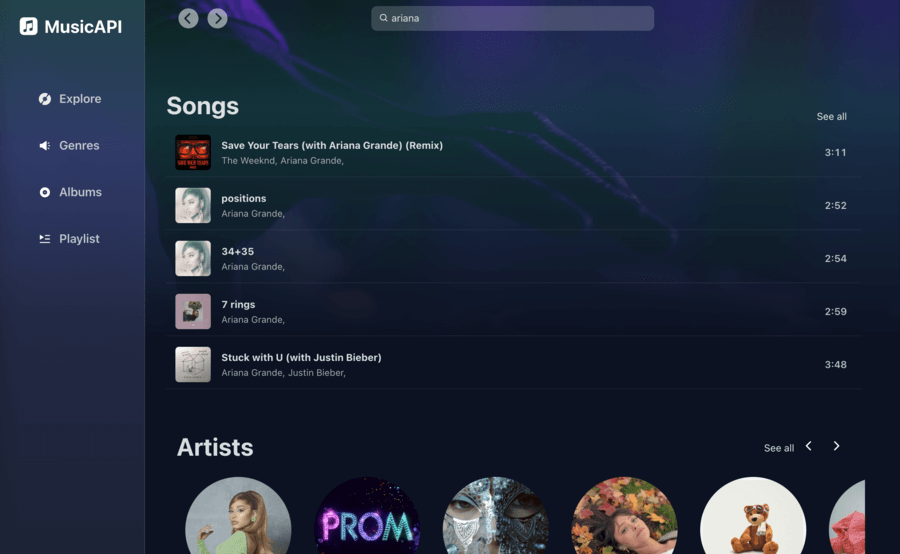 MusicAPI
ariana
Explore
Genres
Albums
Playlist
Songs
See all
Save Your Tears (with Ariana Grande) (Remix)
The Weeknd, Ariana Grande,
3:11
positions
Ariana Grande,
2:52
34+35
Ariana Grande,
2:54
7 rings
Ariana Grande,
2:59
Stuck with U (with Justin Bieber)
Ariana Grande, Justin Bieber,
3:48
Artists
See all
PROM